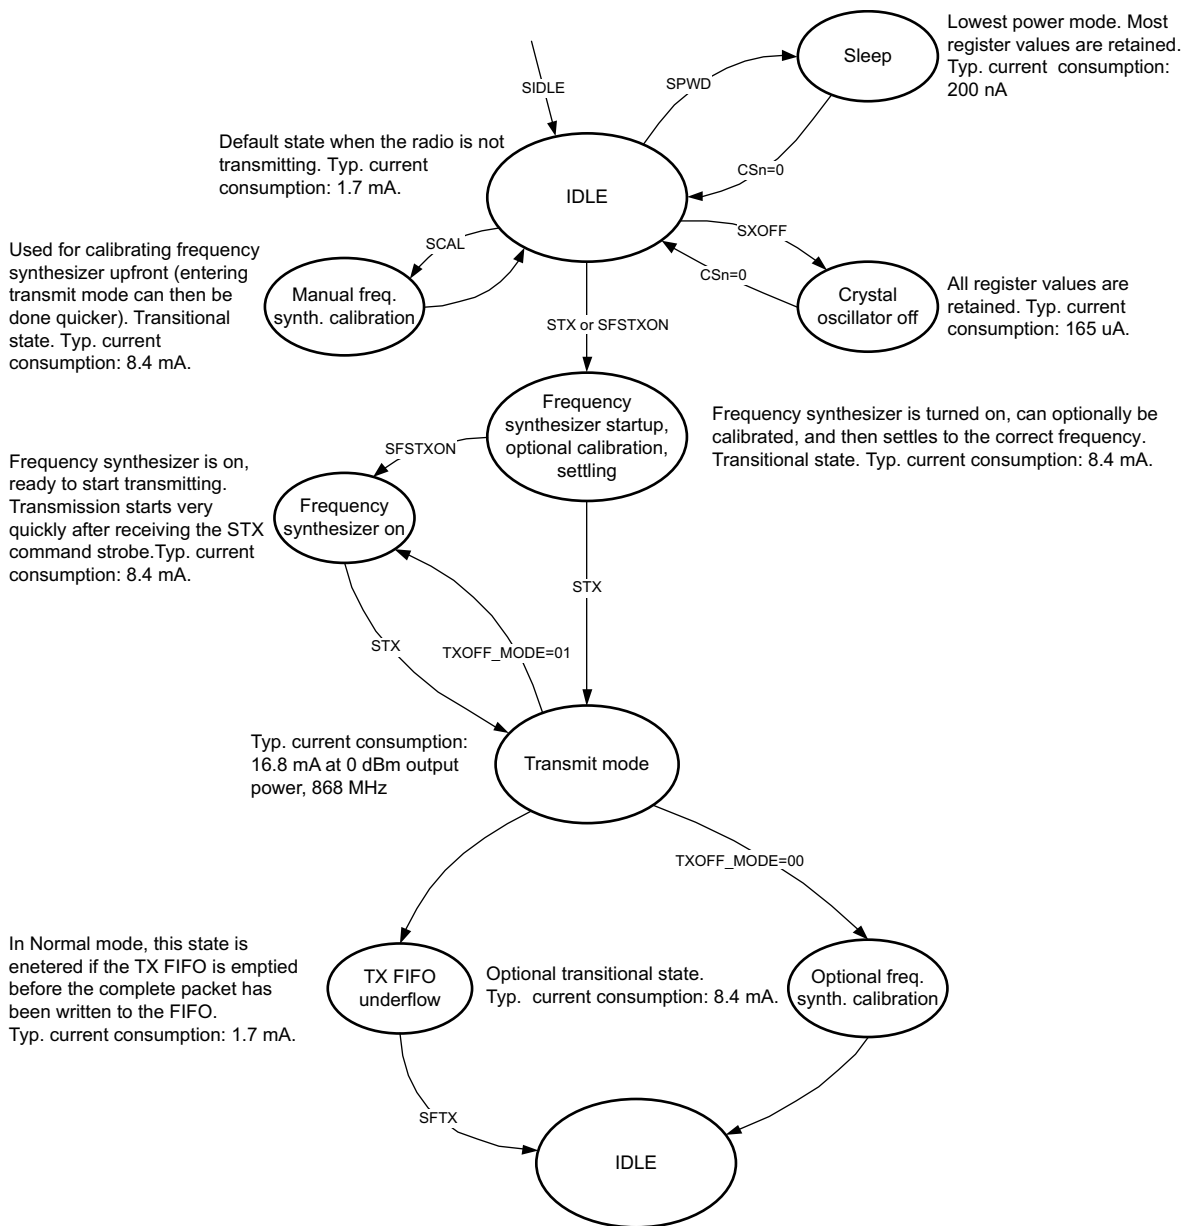 Lowest power mode. Most
register values are retained.
Typ. current consumption:
200 nA
Sleep
SIDLE
SPWD
Default state when the radio is not
transmitting. Typ. current
consumption: 1.7 mA.
IDLE
CSn=0
SXOFF
SCAL
CSn=0
Used for calibrating frequency
synthesizer upfront (entering
transmit mode can then be
done quicker). Transitional
state. Typ. current
consumption: 8.4 mA.
Manual freq.
synth. calibration
Crystal
oscillator off
All register values are
retained. Typ. current
consumption: 165 uA.
STX or SFSTXON
Frequency
synthesizer startup,
optional calibration,
settling
Frequency synthesizer is turned on, can optionally be
calibrated, and then settles to the correct frequency.
Transitional state. Typ. current consumption: 8.4 mA.
SFSTXON
Frequency synthesizer is on,
ready to start transmitting.
Transmission starts very
quickly after receiving the STX
command strobe.Typ. current
consumption: 8.4 mA.
Frequency
synthesizer on
STX
STX
TXOFF_MODE=01
Typ. current consumption:
16.8 mA at 0 dBm output
power, 868 MHz
Transmit mode
TXOFF_MODE=00
In Normal mode, this state is
enetered if the TX FIFO is emptied
before the complete packet has
been written to the FIFO.
Typ. current consumption: 1.7 mA.
TX FIFO
underflow
Optional transitional state.
Typ. current consumption: 8.4 mA.
Optional freq.
synth. calibration
SFTX
IDLE